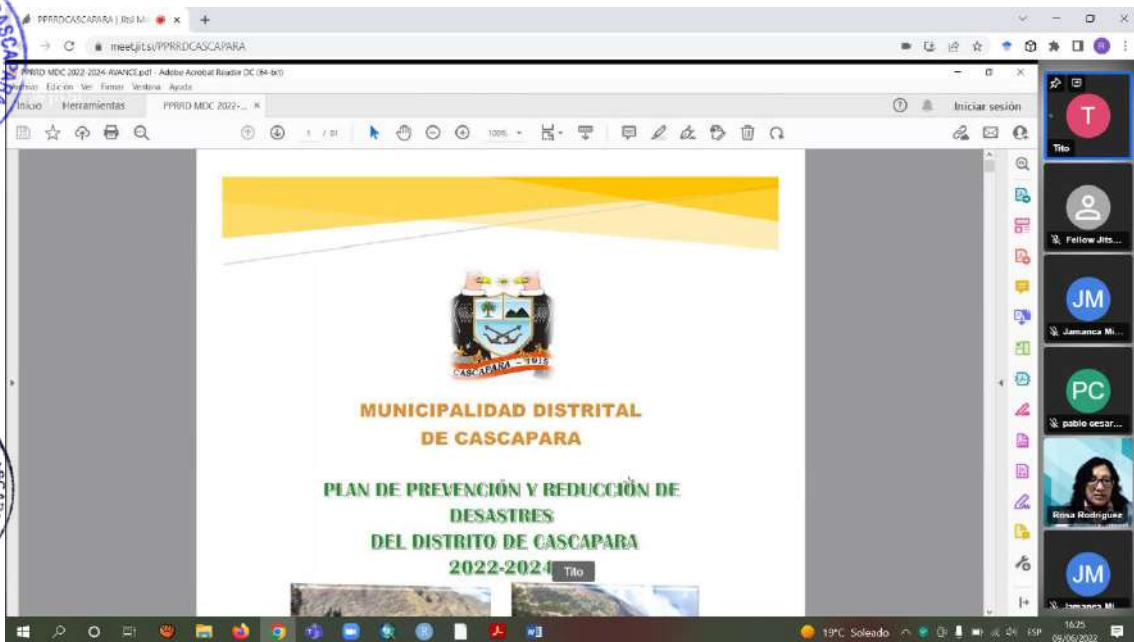 PPRRDCASCAPARA | Jitsi M
meet.jit.si/PPRRDCASCAPARA
PPRRD MDC 2022-2024-AVANCE.pdf - Adobe Acrobat Reader DC (64-bit)
Archivo Edición Ver Firmar Ventana Ayuda
Inicio Herramientas PPRRD MDC 2022-...
Iniciar sesión
1 / 81
100%
T
Tito
Fellow Jits...
JM
Jamanca Mi...
PC
pablo cesar...
Rosa Rodriguez
JM
Jamanca Mi
CASCAPARA - 1915
MUNICIPALIDAD DISTRITAL
DE CASCAPARA
PLAN DE PREVENCIÓN Y REDUCCIÓN DE
DESASTRES
DEL DISTRITO DE CASCAPARA
2022-2024
Tito
19°C Soleado
ESP
16:25
09/06/2022